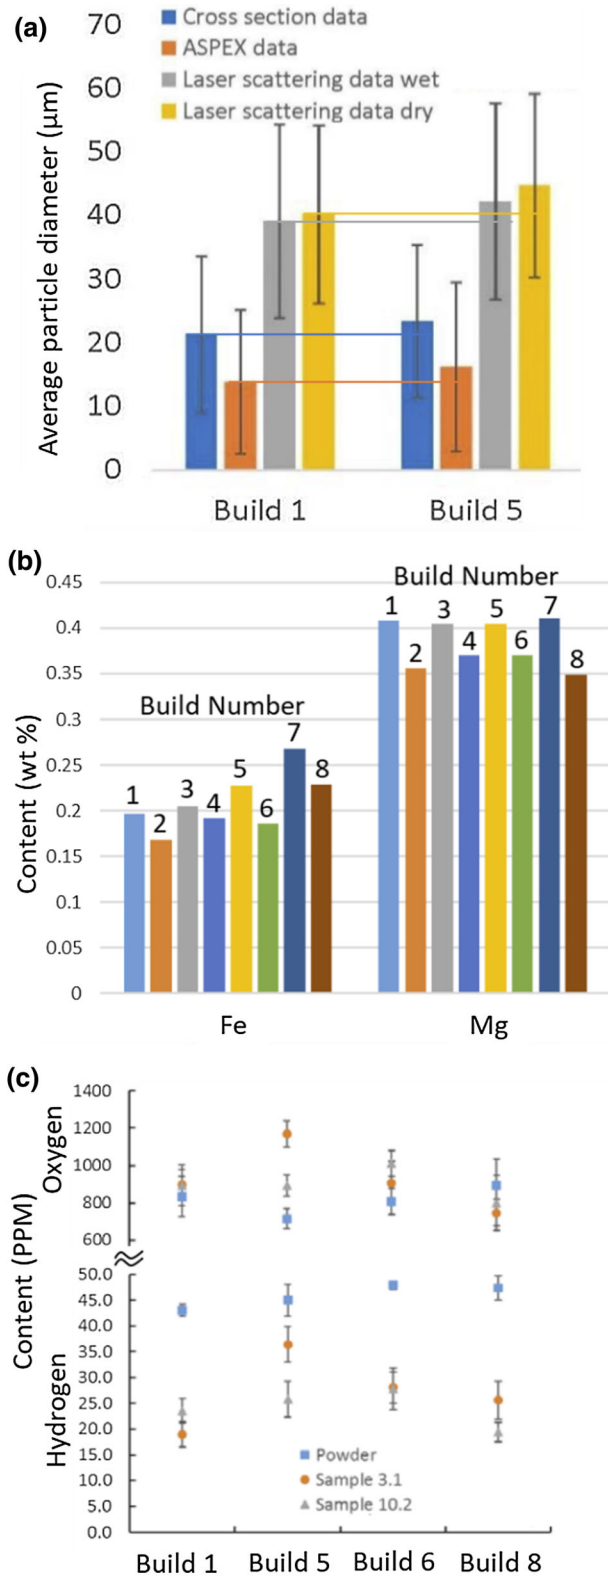 (a)
Average particle diameter (µm)
70
60
50
40
30
20
10
0
Cross section data
ASPEX data
Laser scattering data wet
Laser scattering data dry
Build 1
Build 5
(b)
Content (wt %)
0.45
0.4
0.35
0.3
0.25
0.2
0.15
0.1
0.05
0
Build Number
1
2
3
4
5
6
7
8
Build Number
1
2
3
4
5
6
7
8
Fe
Mg
(c)
Content (PPM)
Oxygen
Hydrogen
1400
1200
1000
800
600
50.0
45.0
40.0
35.0
30.0
25.0
20.0
15.0
10.0
5.0
0.0
Powder
Sample 3.1
Sample 10.2
Build 1
Build 5
Build 6
Build 8